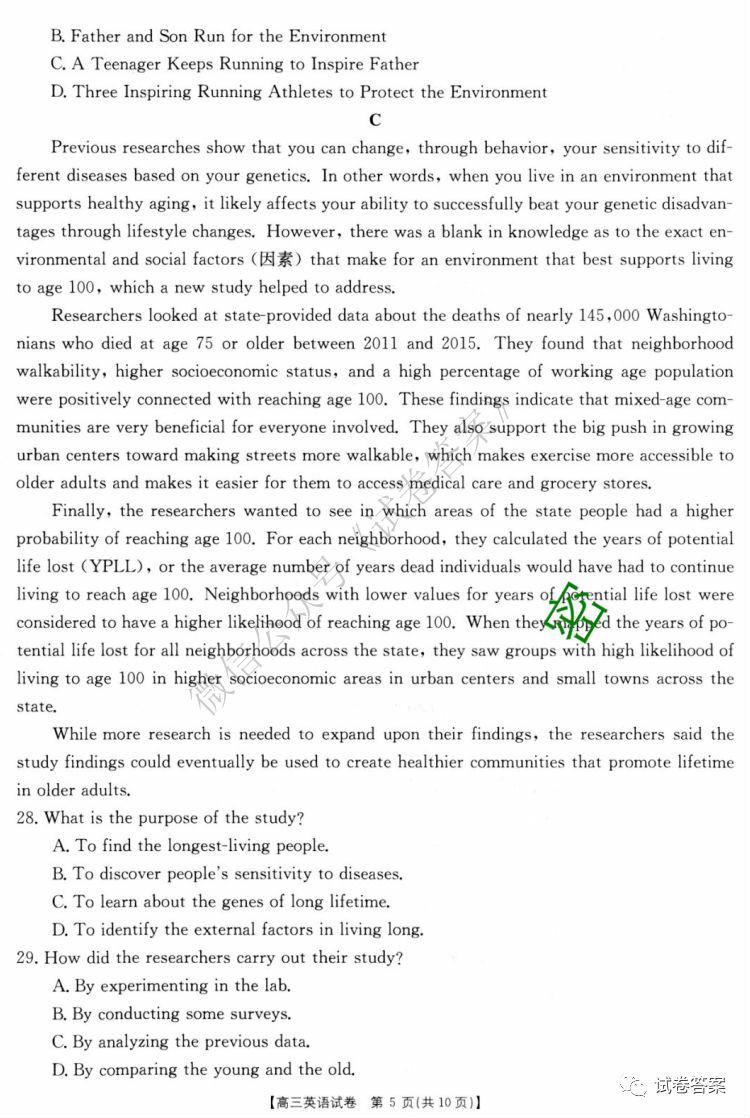 B. Father and Son Run for the Environment
C. A Teenager Keeps Running to Inspire Father
D. Three Inspiring Running Athletes to Protect the Environment
C
Previous researches show that you can change, through behavior, your sensitivity to dif-
ferent diseases based on your genetics. In other words, when you live in an environment that
supports healthy aging, it likely affects your ability to successfully beat your genetic disadvan-
tages through lifestyle changes. However, there was a blank in knowledge as to the exact en-
vironmental and social factors (因素) that make for an environment that best supports living
to age 100, which a new study helped to address.
Researchers looked at state-provided data about the deaths of nearly 145,000 Washingto-
nians who died at age 75 or older between 2011 and 2015. They found that neighborhood
walkability, higher socioeconomic status, and a high percentage of working age population
were positively connected with reaching age 100. These findings indicate that mixed-age com-
munities are very beneficial for everyone involved. They also support the big push in growing
urban centers toward making streets more walkable, which makes exercise more accessible to
older adults and makes it easier for them to access medical care and grocery stores.
Finally, the researchers wanted to see in which areas of the state people had a higher
probability of reaching age 100. For each neighborhood, they calculated the years of potential
life lost (YPLL), or the average number of years dead individuals would have had to continue
living to reach age 100. Neighborhoods with lower values for years of potential life lost were
considered to have a higher likelihood of reaching age 100. When they mapped the years of po-
tential life lost for all neighborhoods across the state, they saw groups with high likelihood of
living to age 100 in higher socioeconomic areas in urban centers and small towns across the
state.
While more research is needed to expand upon their findings, the researchers said the
study findings could eventually be used to create healthier communities that promote lifetime
in older adults.
28. What is the purpose of the study?
A. To find the longest-living people.
B. To discover people's sensitivity to diseases.
C. To learn about the genes of long lifetime.
D. To identify the external factors in living long.
29. How did the researchers carry out their study?
A. By experimenting in the lab.
B. By conducting some surveys.
C. By analyzing the previous data.
D. By comparing the young and the old.
【高三英语试卷 第 5 页(共 10 页)】
微信公众号《试卷答案》
试卷答案